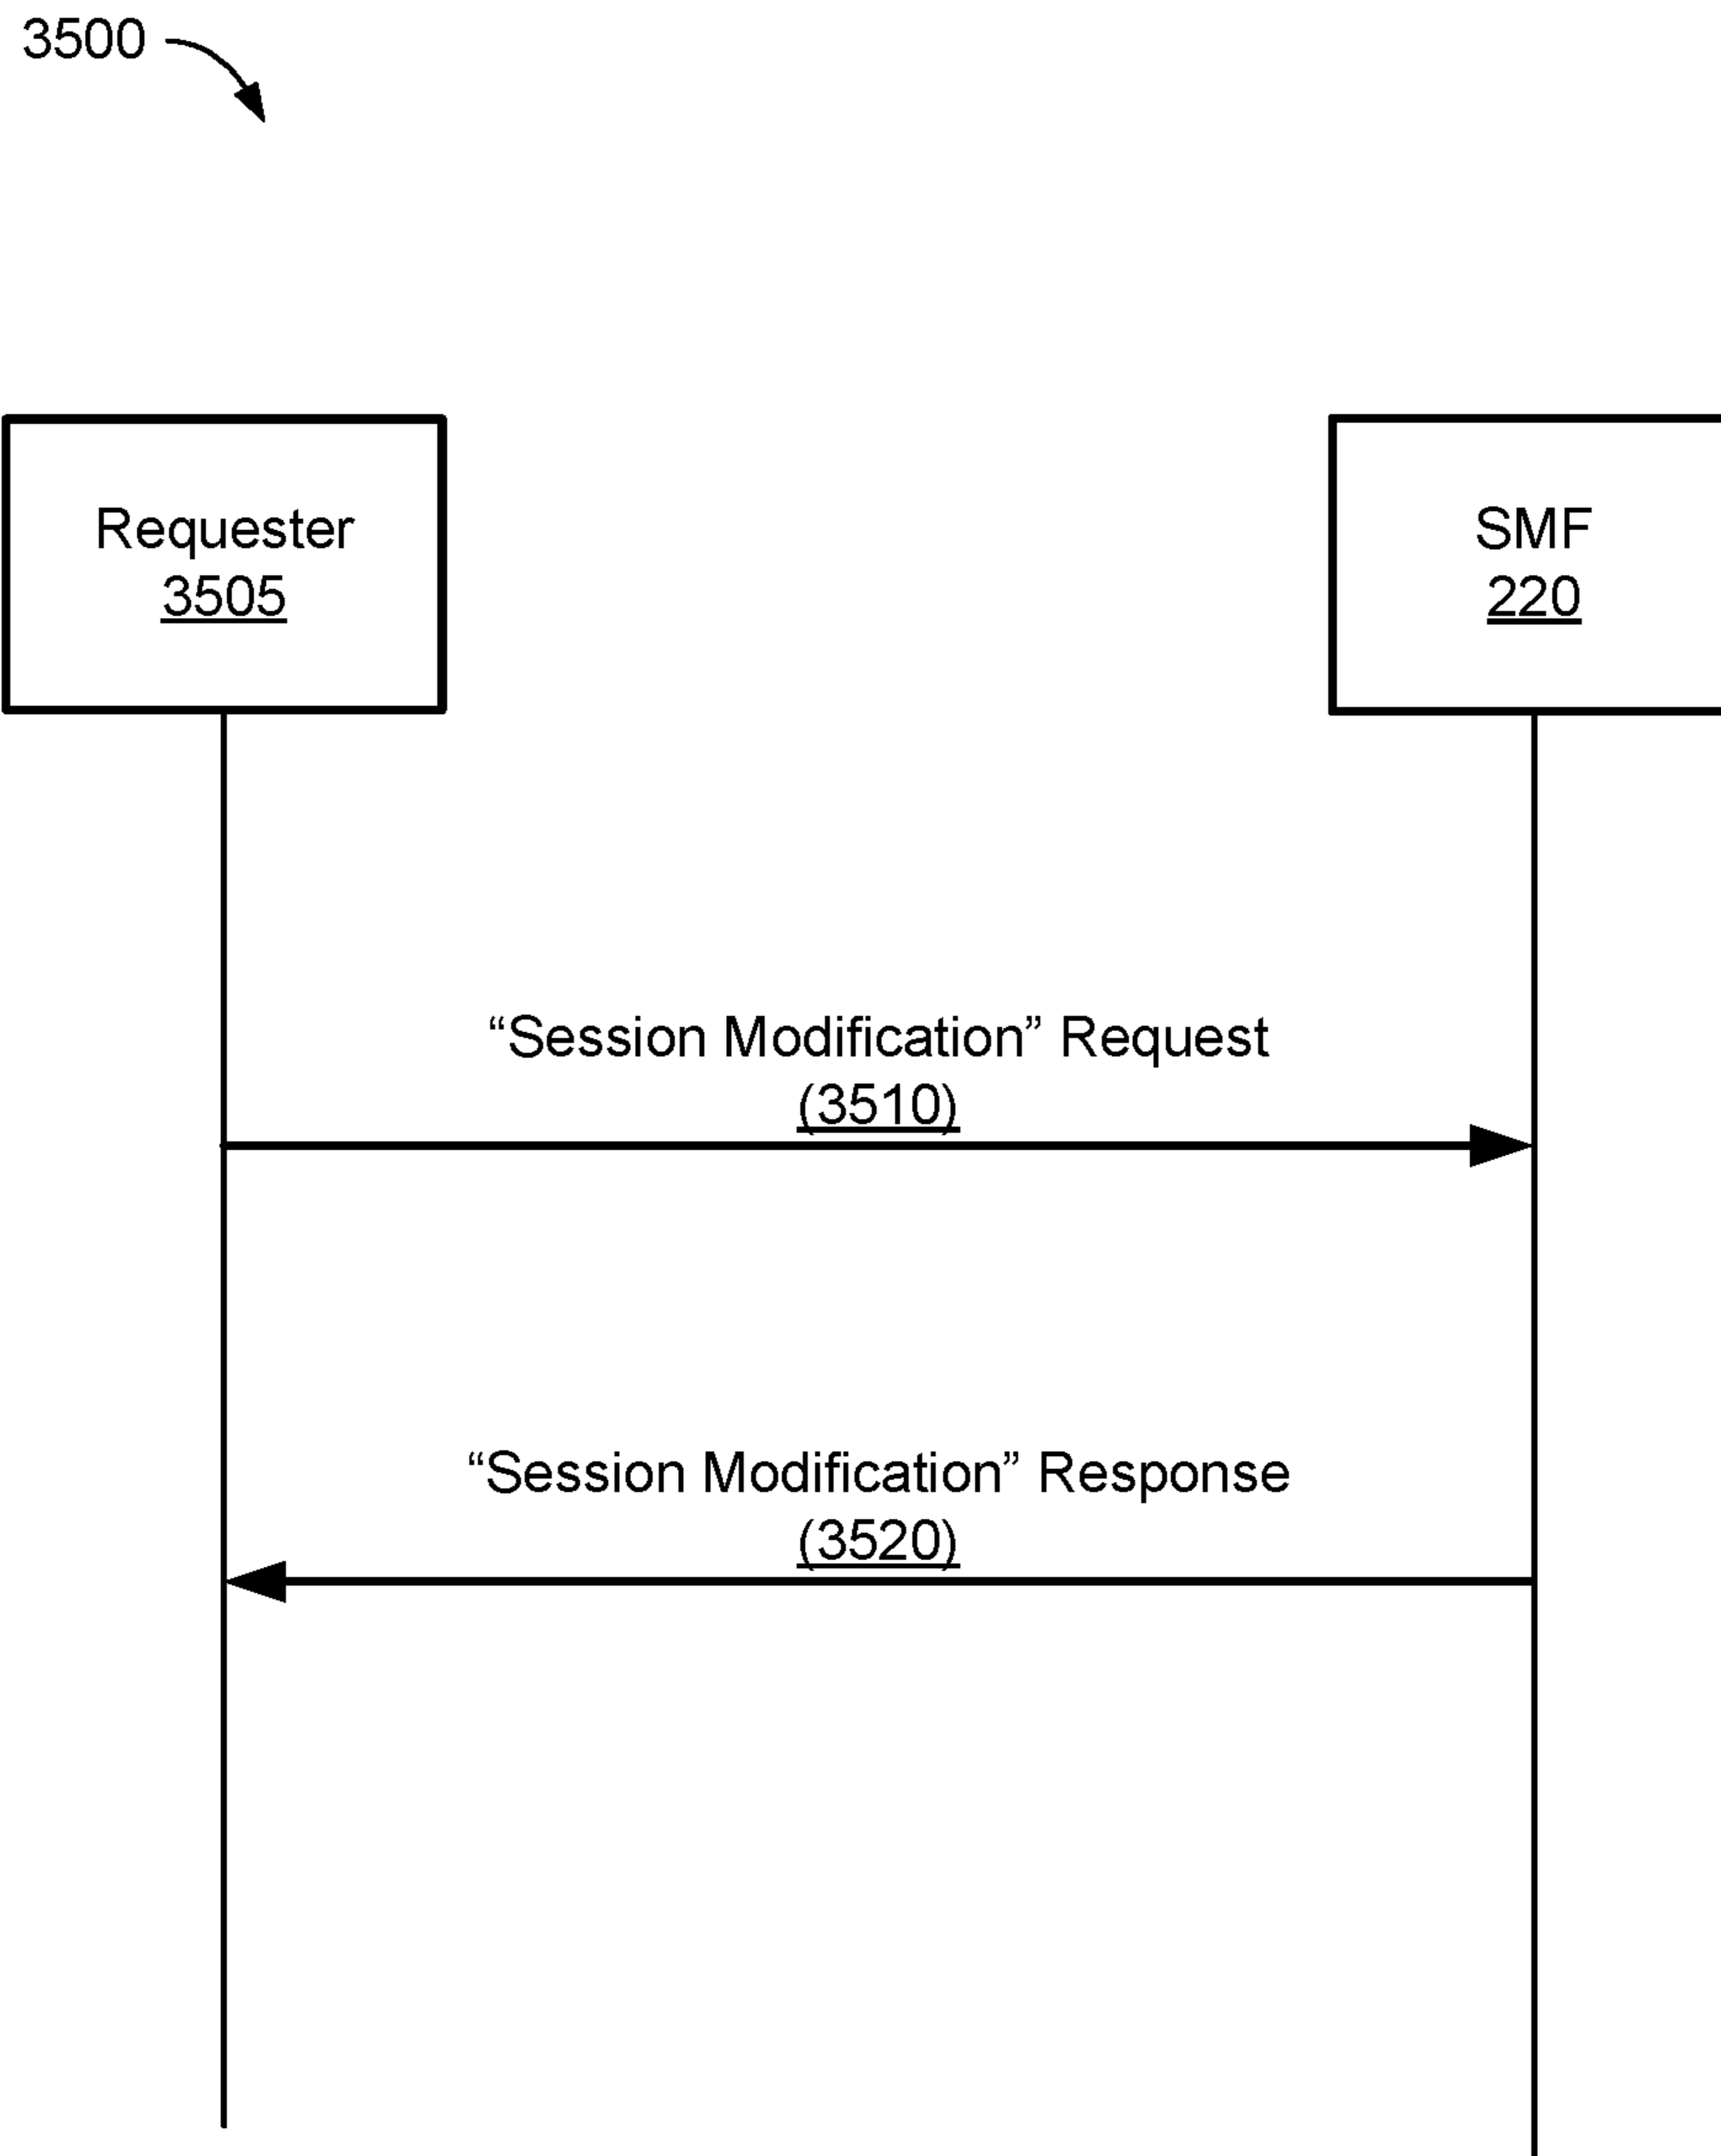 3500
Requester
3505
SMF
220
“Session Modification” Request
(3510)
“Session Modification” Response
(3520)